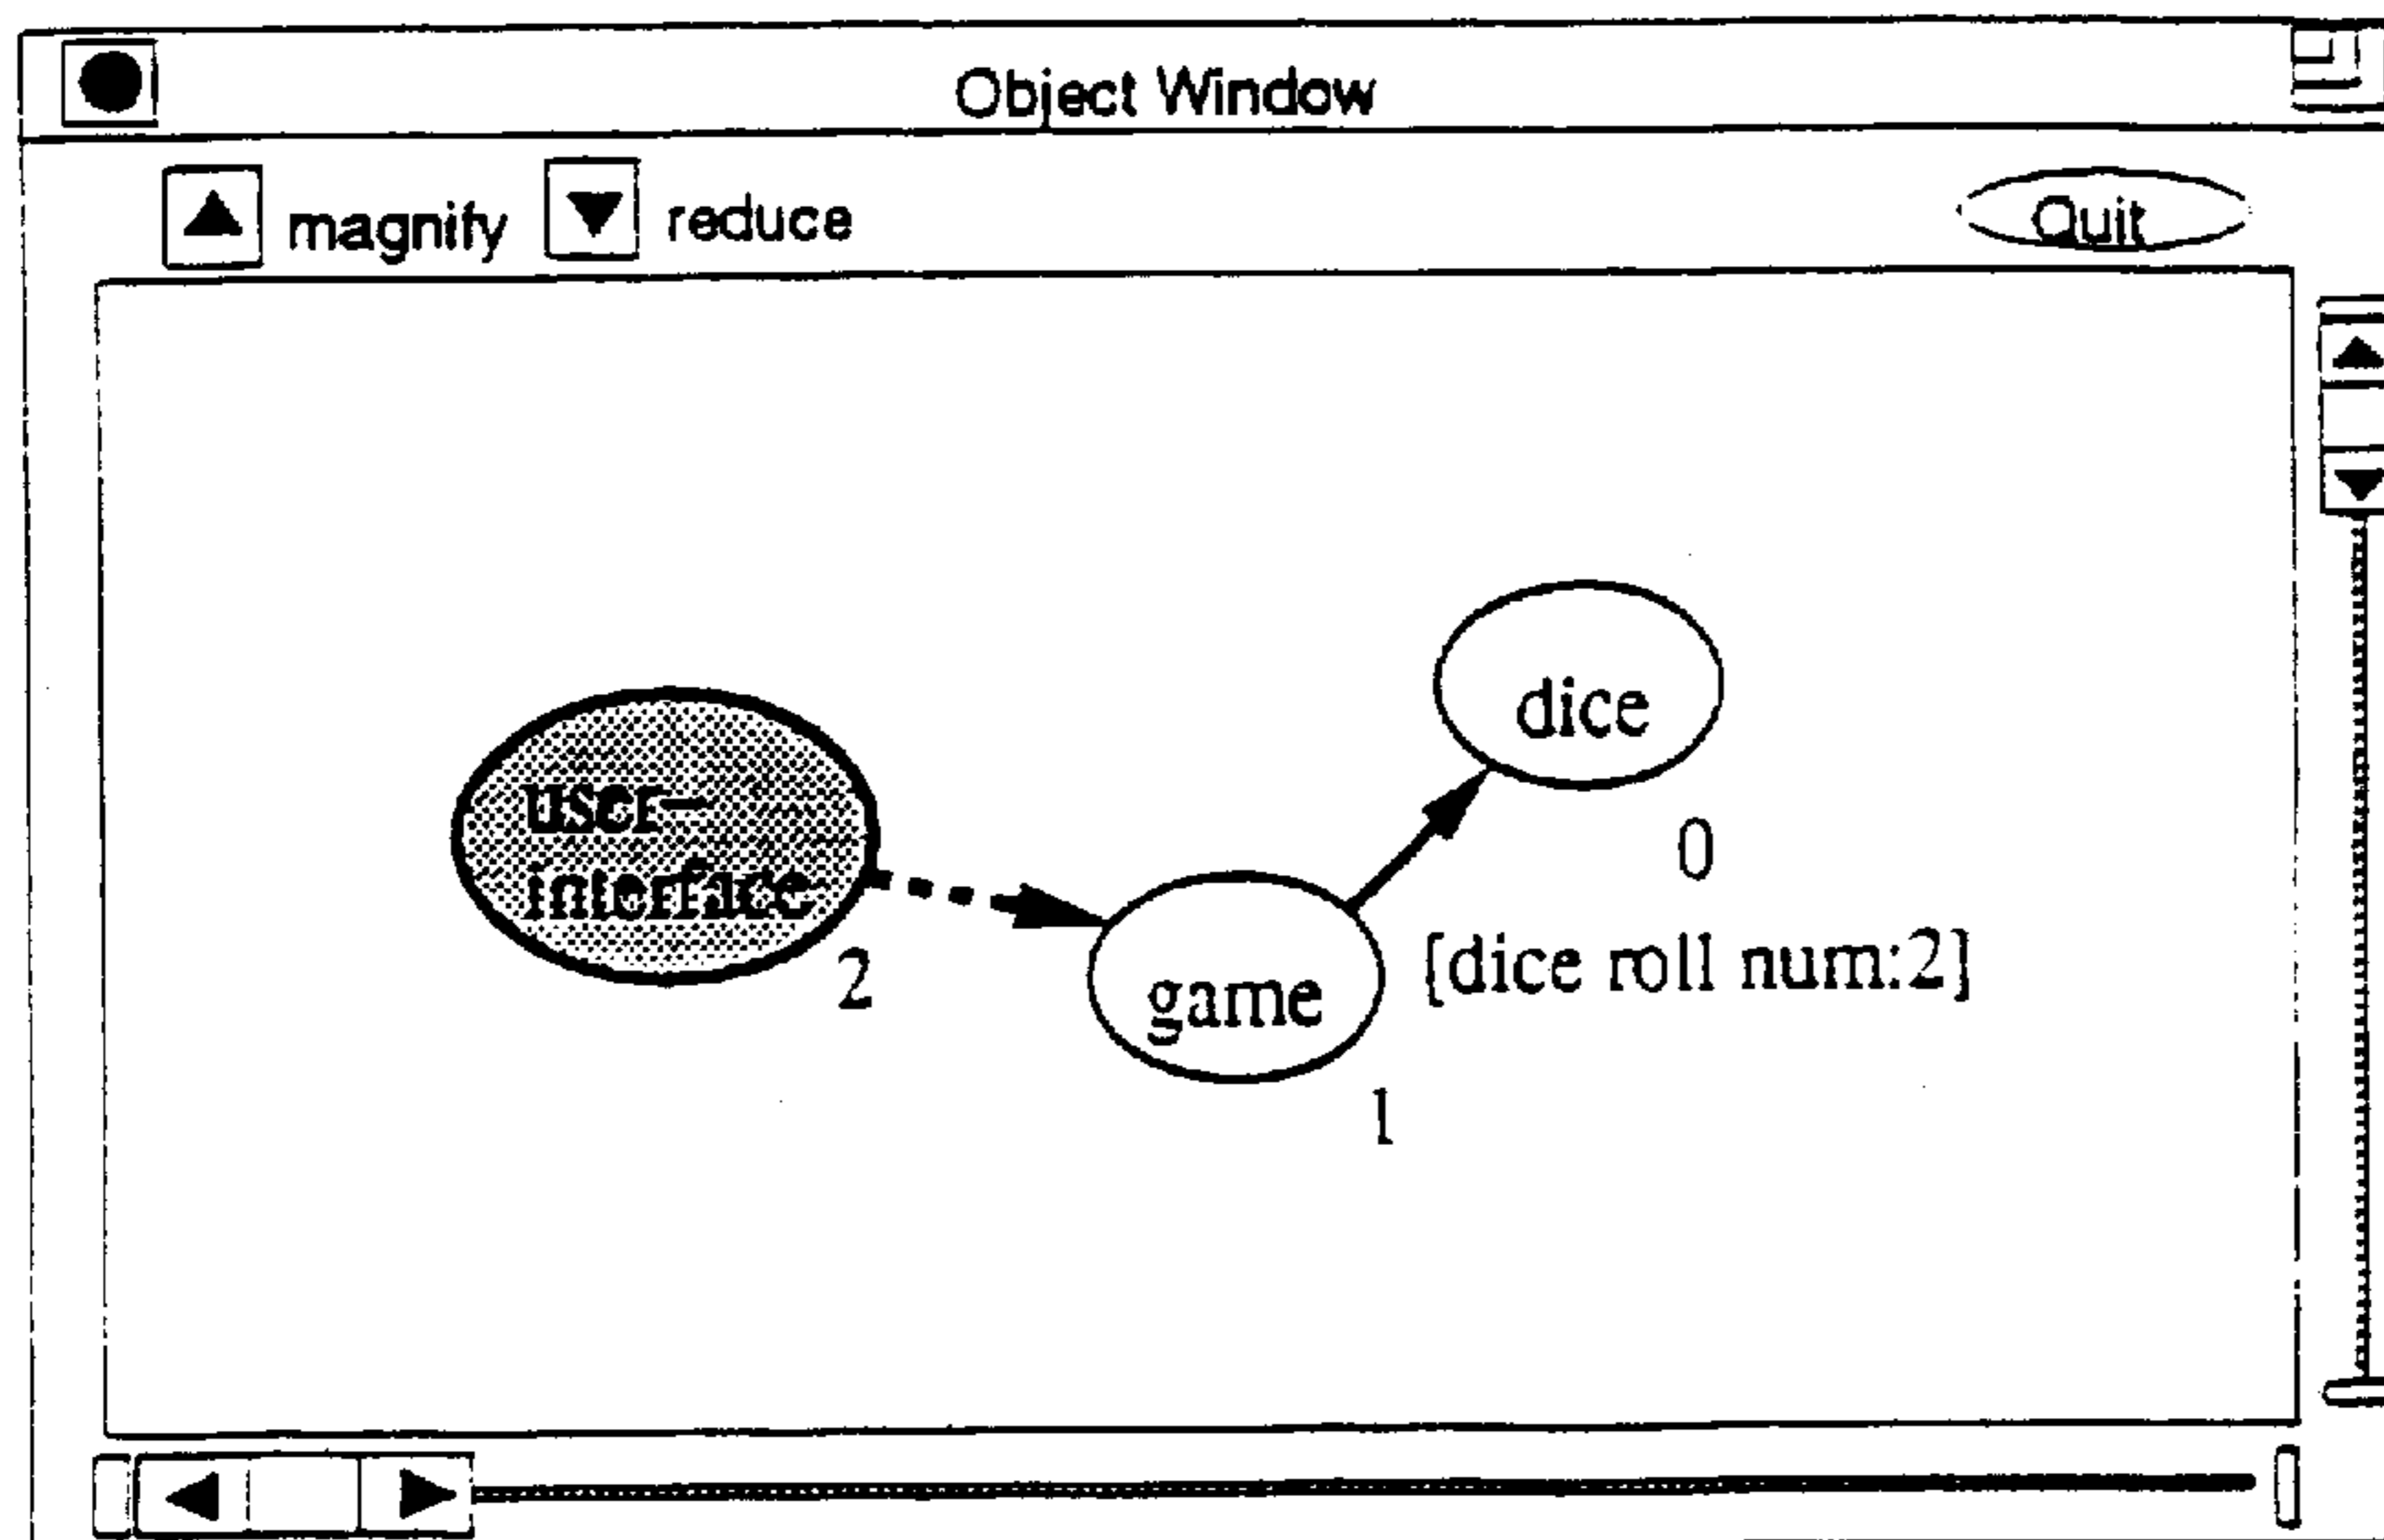 Object Window
magnify
reduce
Quit
dice
0
user-
interface
2
[dice roll num:2]
game
1